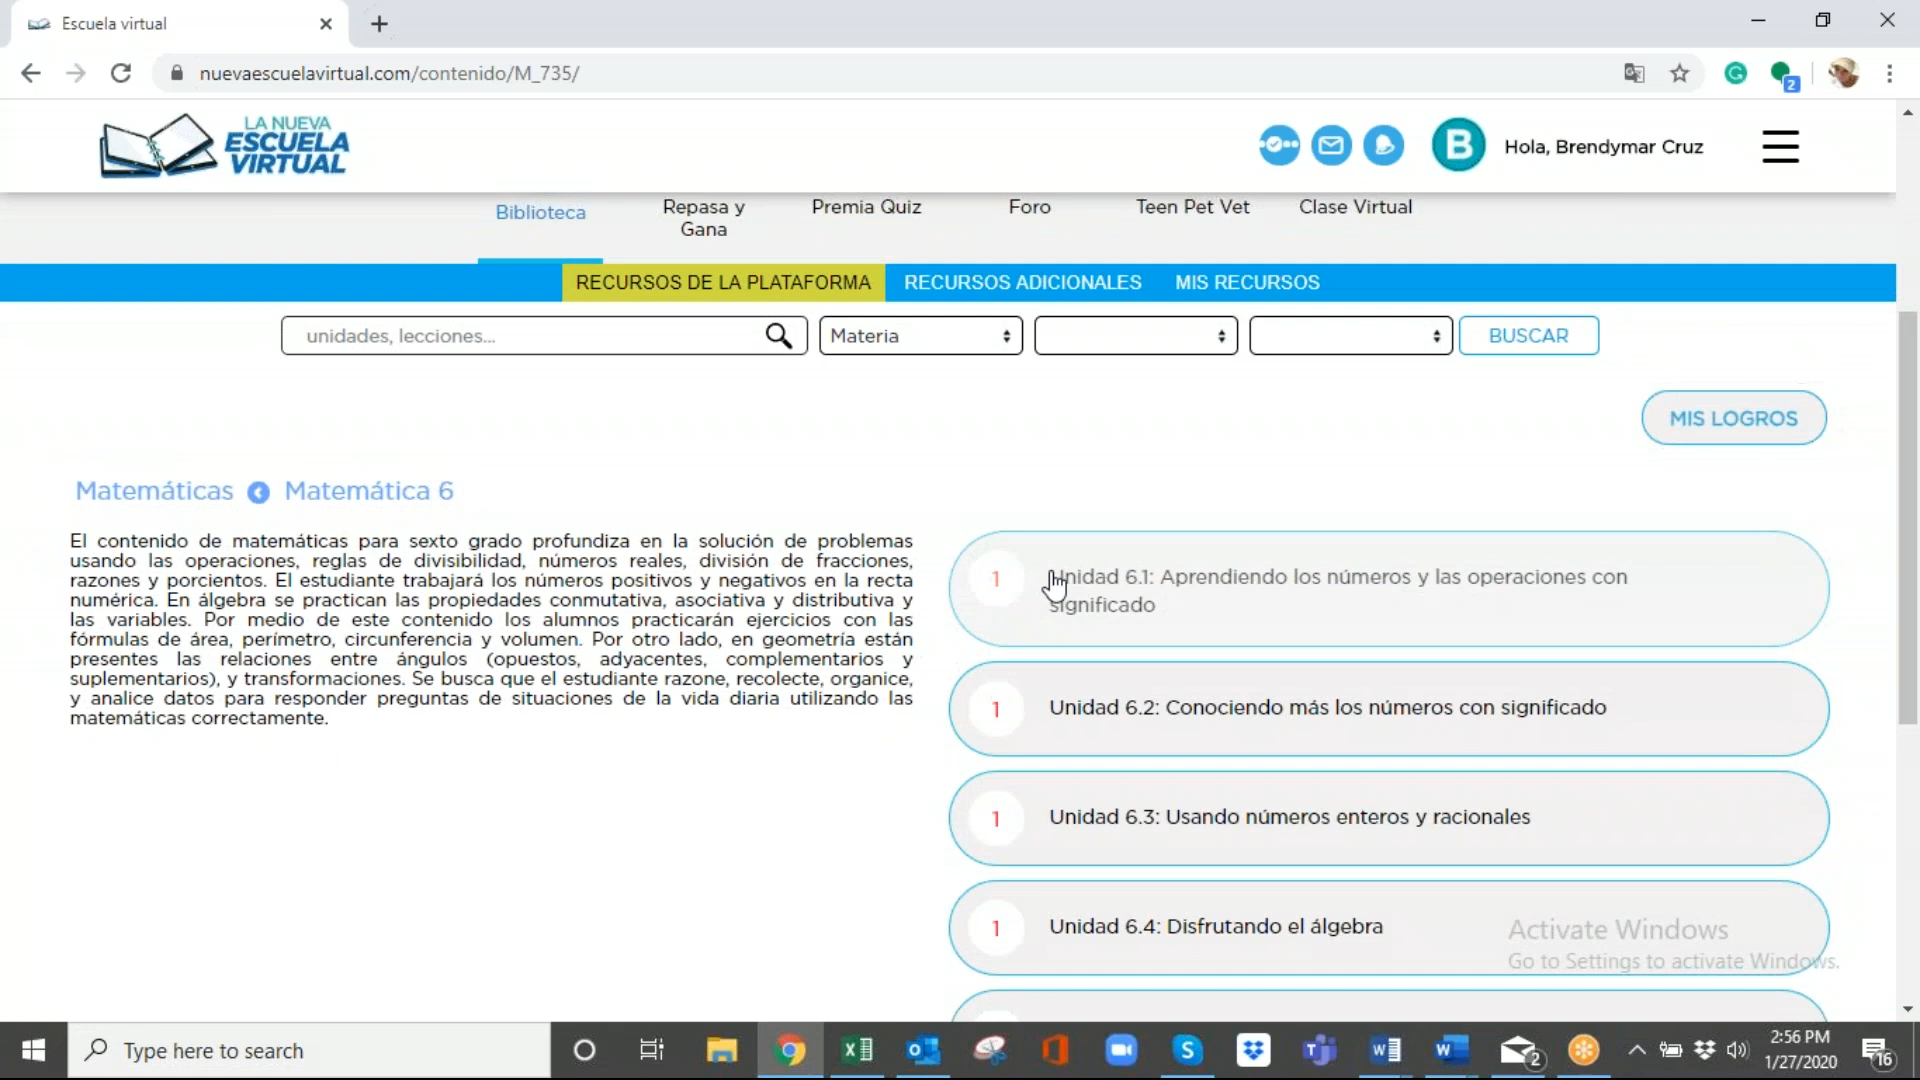 Escuela virtual
nuevaescuelavirtual.com/contenido/M_735/
2
LA NUEVA
ESCUELA
VIRTUAL
B
Hola, Brendymar Cruz
Biblioteca
Repasa y
Gana
Premia Quiz
Foro
Teen Pet Vet
Clase Virtual
RECURSOS DE LA PLATAFORMA
RECURSOS ADICIONALES
MIS RECURSOS
unidades, lecciones...
Materia
BUSCAR
MIS LOGROS
Matemáticas
Matemática 6
El contenido de matemáticas para sexto grado profundiza en la solución de problemas
usando las operaciones, reglas de divisibilidad, números reales, división de fracciones,
razones y porcientos. El estudiante trabajará los números positivos y negativos en la recta
numérica. En álgebra se practican las propiedades conmutativa, asociativa y distributiva y
las variables. Por medio de este contenido los alumnos practicarán ejercicios con las
fórmulas de área, perímetro, circunferencia y volumen. Por otro lado, en geometría están
presentes las relaciones entre ángulos (opuestos, adyacentes, complementarios y
suplementarios), y transformaciones. Se busca que el estudiante razone, recolecte, organice,
y analice datos para responder preguntas de situaciones de la vida diaria utilizando las
matemáticas correctamente.
1
Unidad 6.1: Aprendiendo los números y las operaciones con
significado
1
Unidad 6.2: Conociendo más los números con significado
1
Unidad 6.3: Usando números enteros y racionales
1
Unidad 6.4: Disfrutando el álgebra
Activate Windows
Go to Settings to activate Windows.
Type here to search
2
2:56 PM
1/27/2020
16